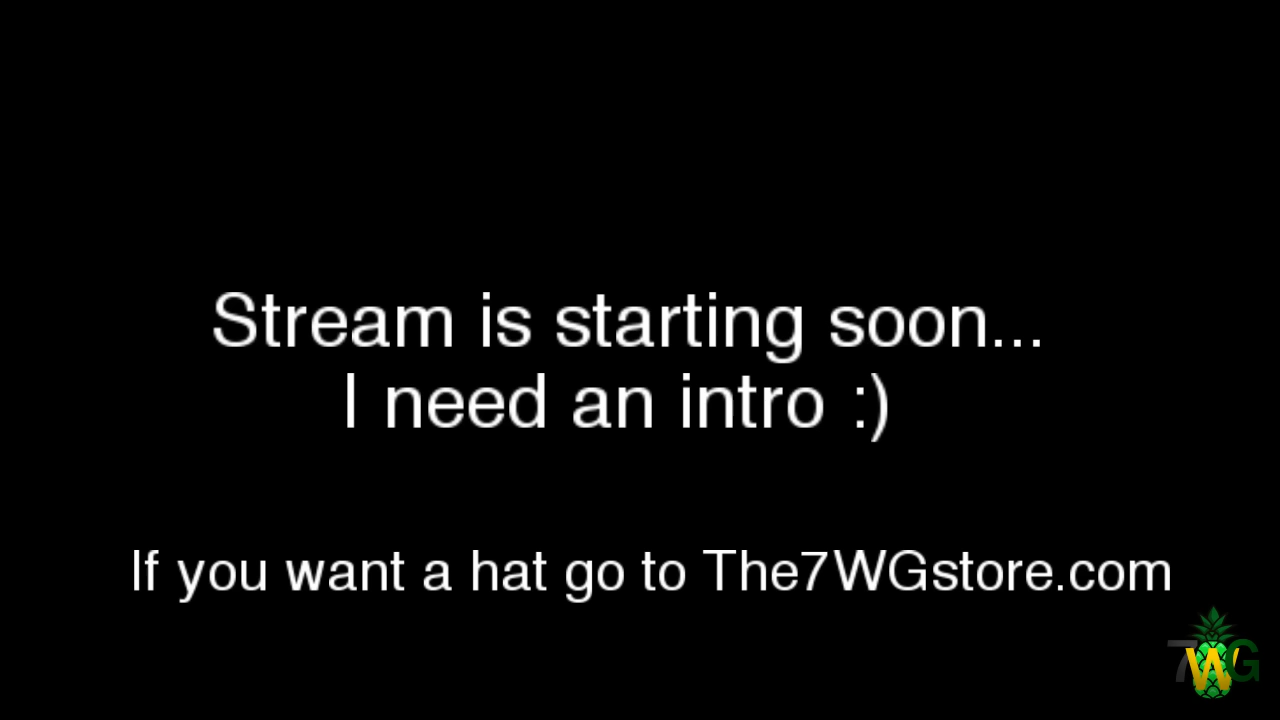 Stream is starting soon...
I need an intro :)
If you want a hat go to The7WGstore.com
7WG